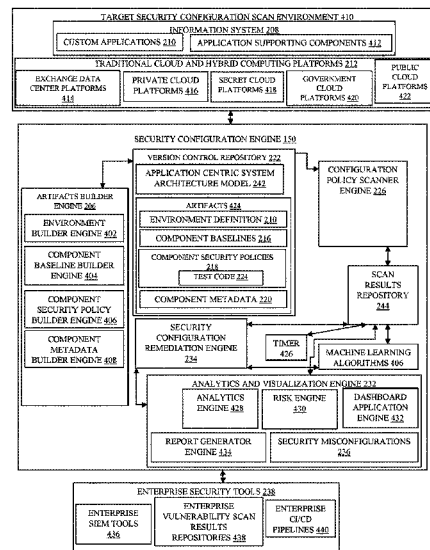 TARGET SECURITY CONFIGURATION SCAN ENVIRONMENT 410
INFORMATION SYSTEM 208
CUSTOM APPLICATIONS 210
APPLICATION SUPPORTING COMPONENTS 412
TRADITIONAL CLOUD AND HYBRID COMPUTING PLATFORMS 212
EXCHANGE DATA
CENTER PLATFORMS
414
PRIVATE CLOUD
PLATFORMS 416
SECRET CLOUD
PLATFORMS 418
GOVERNMENT
CLOUD
PLATFORMS 420
PUBLIC
CLOUD
PLATFORMS
422
SECURITY CONFIGURATION ENGINE 150
VERSION CONTROL REPOSITORY 222
APPLICATION CENTRIC SYSTEM
ARCHITECTURE MODEL
242
CONFIGURATION
POLICY SCANNER
ENGINE 226
ARTIFACTS BUILDER
ENGINE 206
ENVIRONMENT
BUILDER ENGINE
402
COMPONENT
BASELINE BUILDER
ENGINE 404
COMPONENT
SECURITY POLICY
BUILDER ENGINE
406
COMPONENT
METADATA
BUILDER ENGINE
408
ARTIFACTS 424
ENVIRONMENT DEFINITION 210
COMPONENT BASELINES 216
COMPONENT SECURITY POLICIES
218
TEST CODE 224
COMPONENT METADATA 220
SCAN
RESULTS
REPOSITORY
244
SECURITY
CONFIGURATION
REMEDIATION ENGINE
234
TIMER
426
MACHINE LEARNING
ALGORITHMS 406
ANALYTICS AND VISUALIZATION ENGINE 232
ANALYTICS
ENGINE
428
RISK ENGINE
430
DASHBOARD
APPLICATION
ENGINE 432
REPORT GENERATOR
ENGINE 434
SECURITY MISCONFIGURATIONS
236
ENTERPRISE SECURITY TOOLS 238
ENTERPRISE
SIEM TOOLS
436
ENTERPRISE
VULNERABILITY SCAN
RESULTS
REPOSITORIES 438
ENTERPRISE
CI/CD
PIPELINES 440